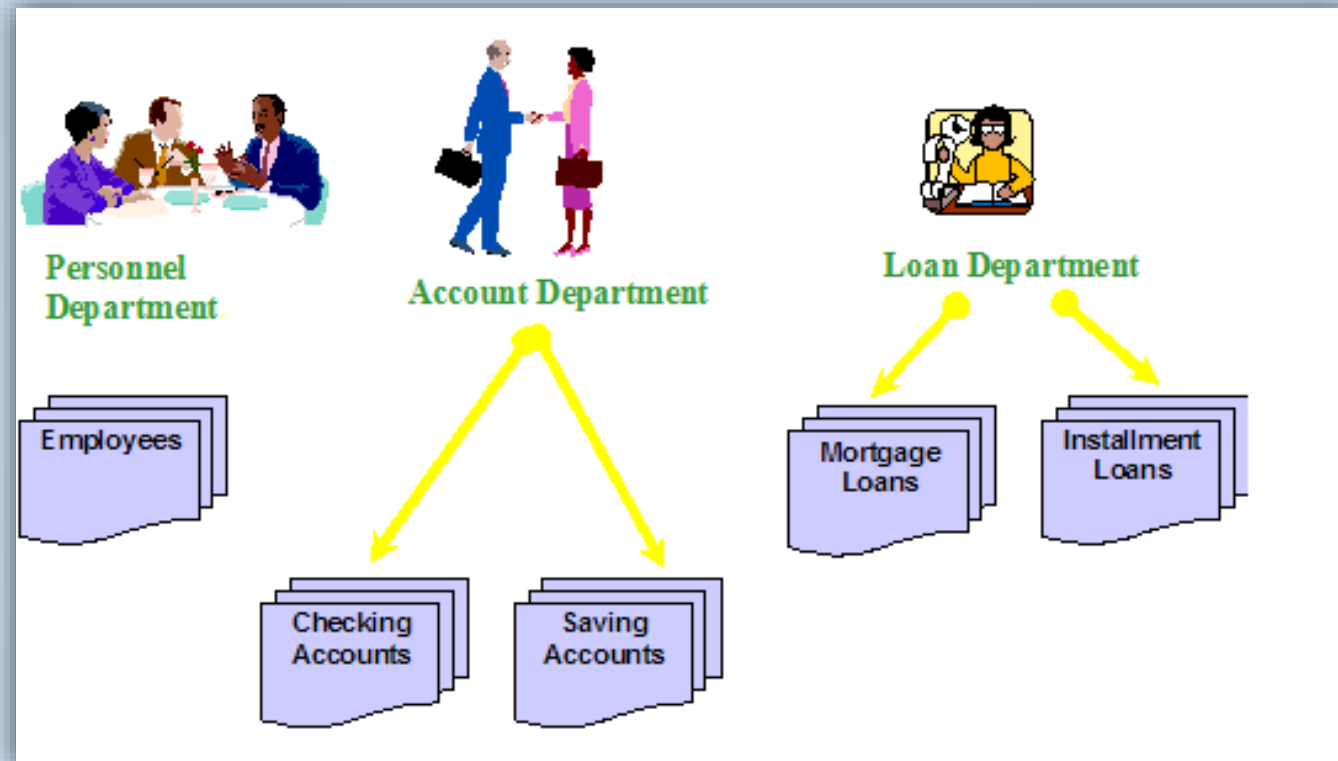 Personnel
Department
Account Department
Loan Department
Employees
Checking
Accounts
Saving
Accounts
Mortgage
Loans
Installment
Loans